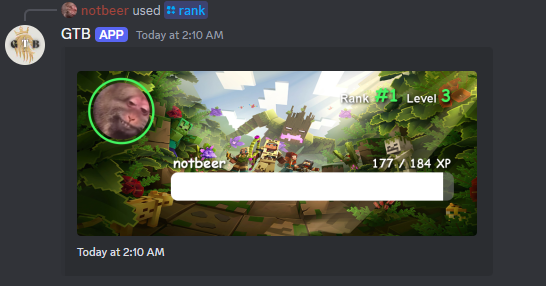 notbeer used rank
GTB
GTB APP Today at 2:10 AM
Rank #1 Level 3
notbeer 177 / 184 XP
Today at 2:10 AM